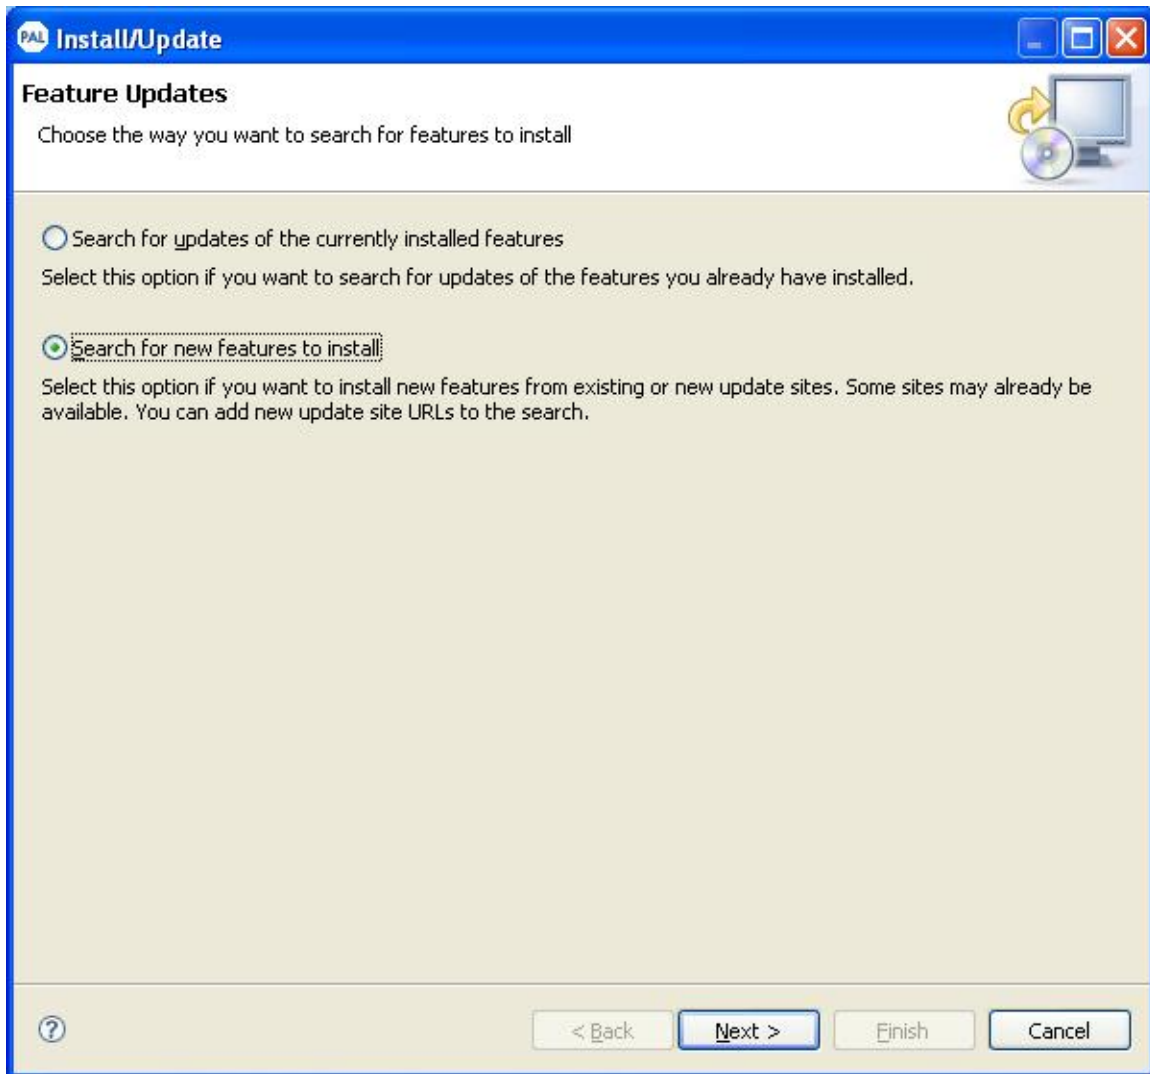 PAL Install/Update
Feature Updates
Choose the way you want to search for features to install
Search for updates of the currently installed features
Select this option if you want to search for updates of the features you already have installed.
Search for new features to install
Select this option if you want to install new features from existing or new update sites. Some sites may already be
available. You can add new update site URLs to the search.
? < Back Next > Finish Cancel